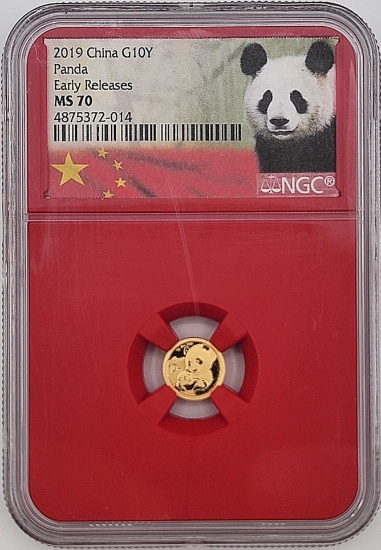 2019 China G10Y
Panda
Early Releases
MS 70
4875372-014
NGC®